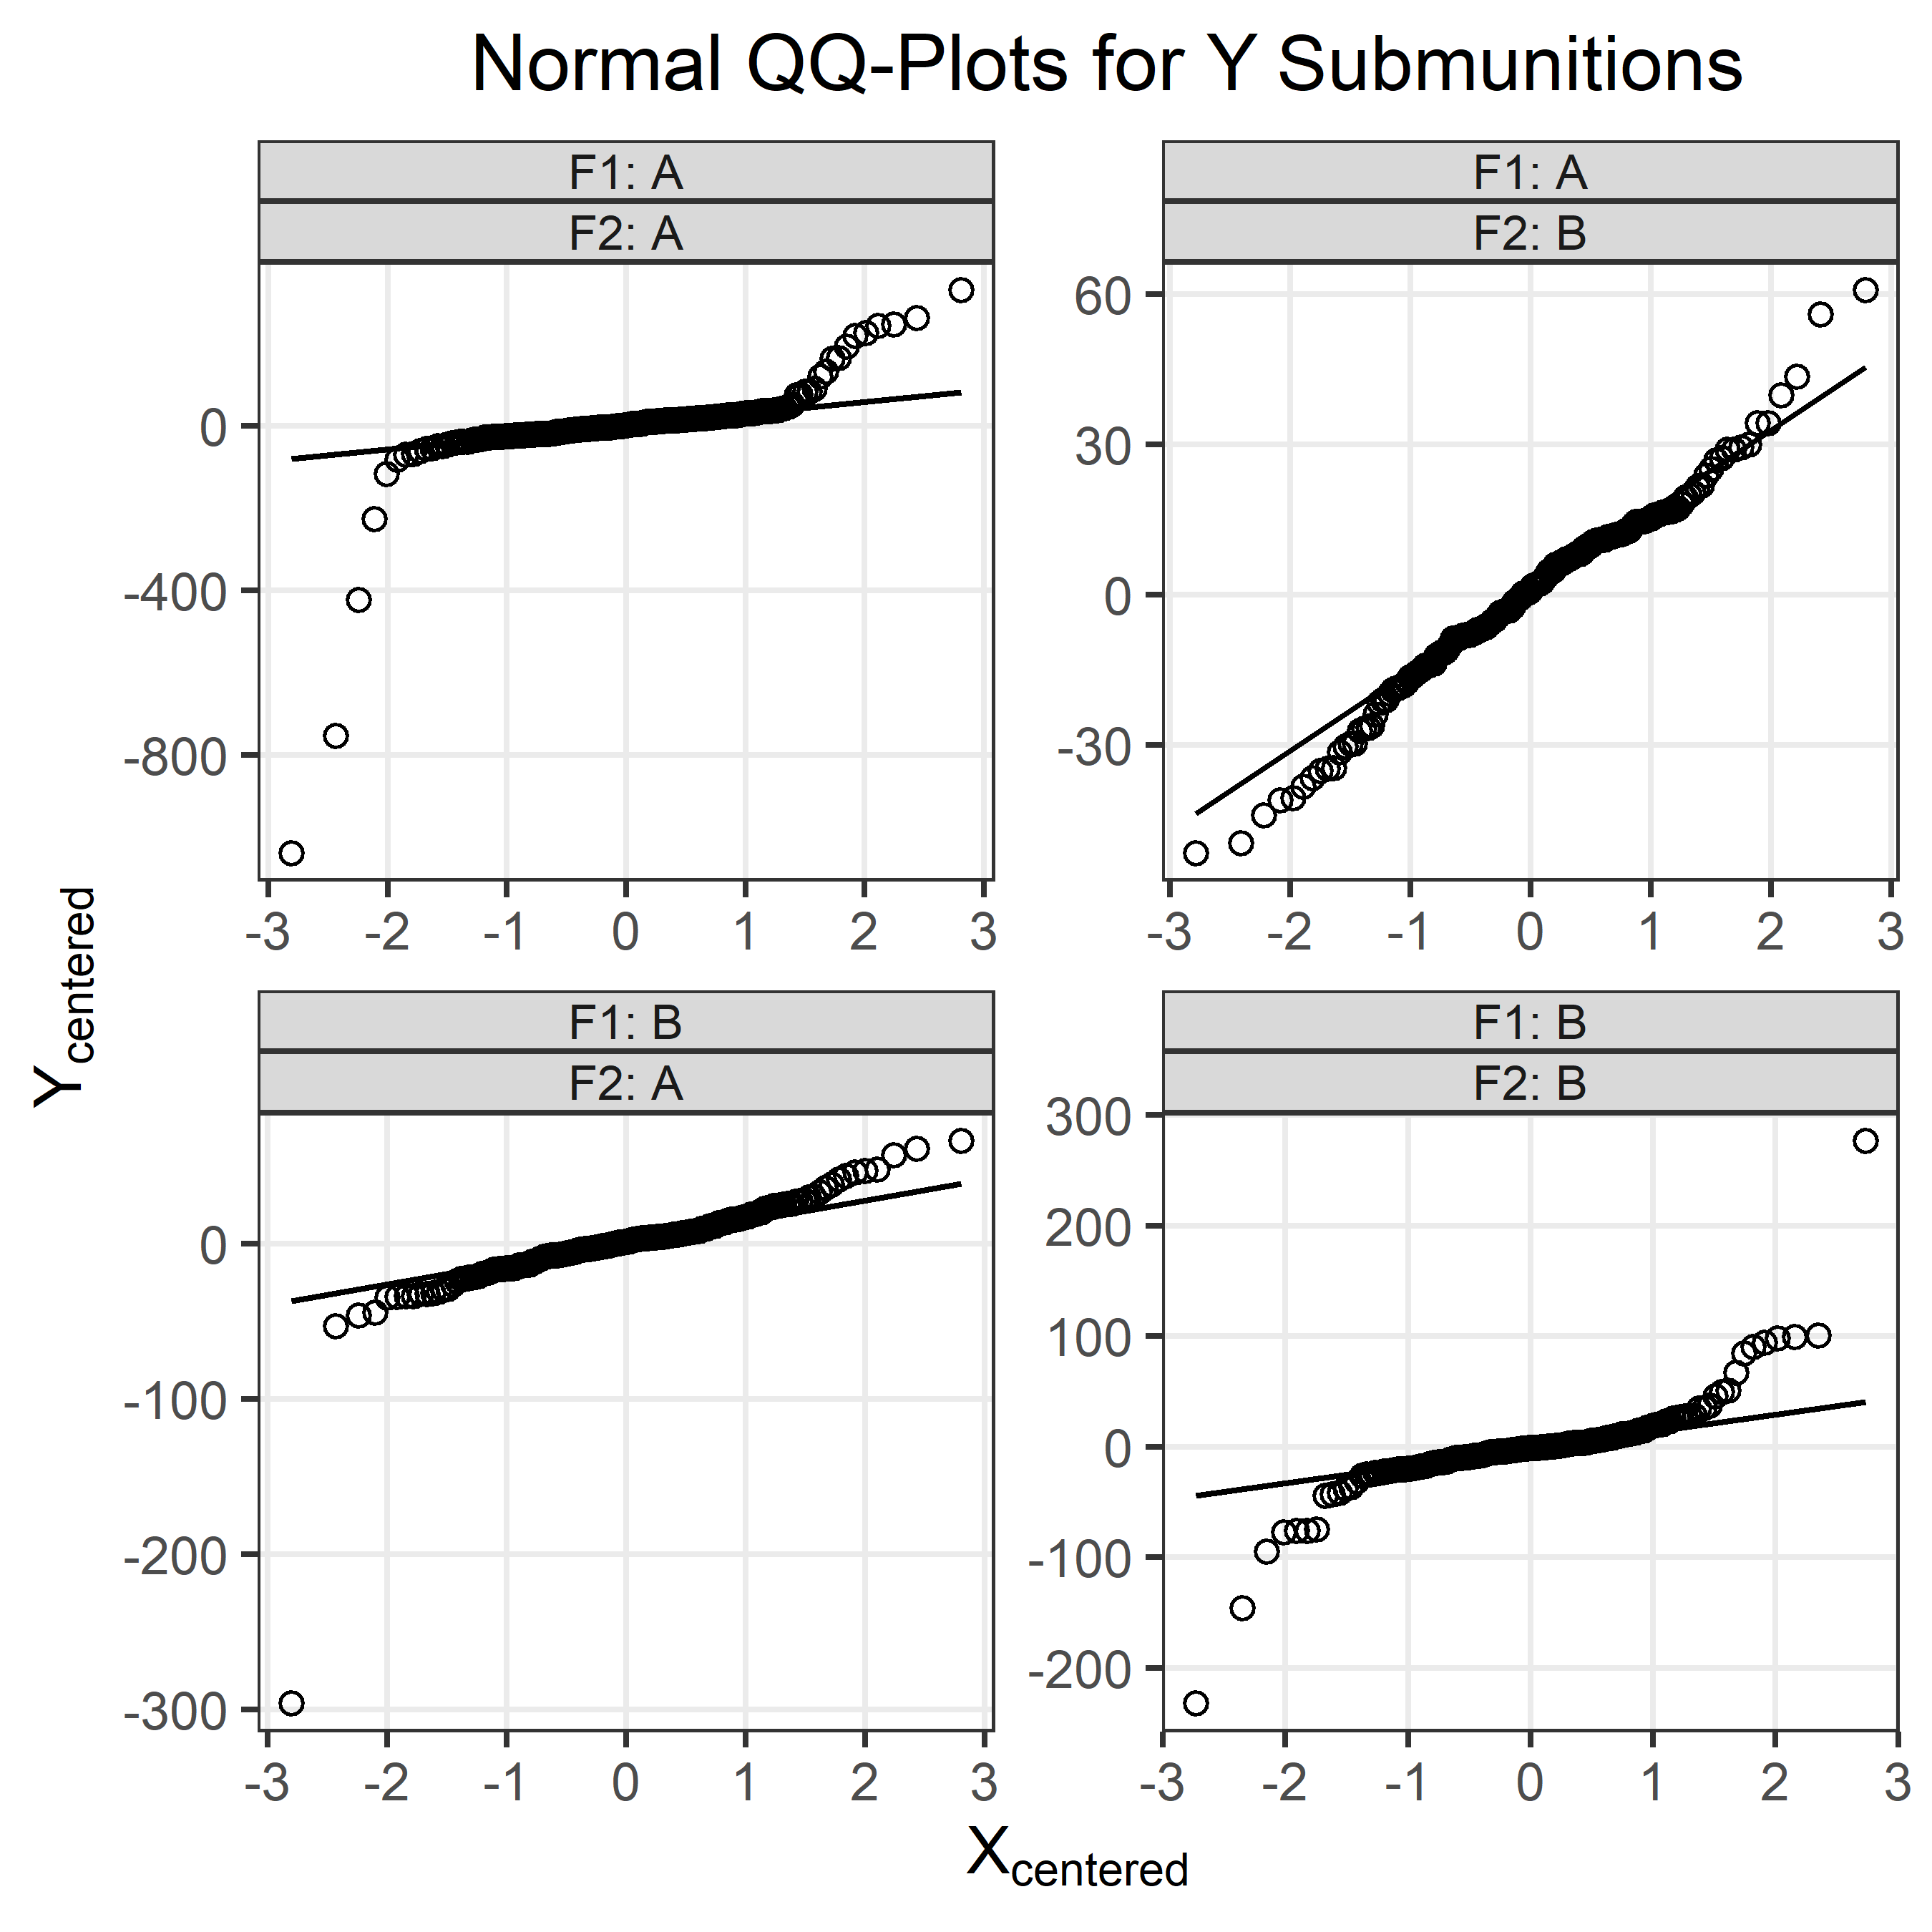 Normal QQ-Plots for Y Submunitions
F1: A
F2: A
0
-400
-800
-3 -2 -1 0 1 2 3
F1: A
F2: B
60
30
0
-30
-3 -2 -1 0 1 2 3
F1: B
F2: A
0
-100
-200
-300
-3 -2 -1 0 1 2 3
F1: B
F2: B
300
200
100
0
-100
-200
-3 -2 -1 0 1 2 3
Ycentered
Xcentered